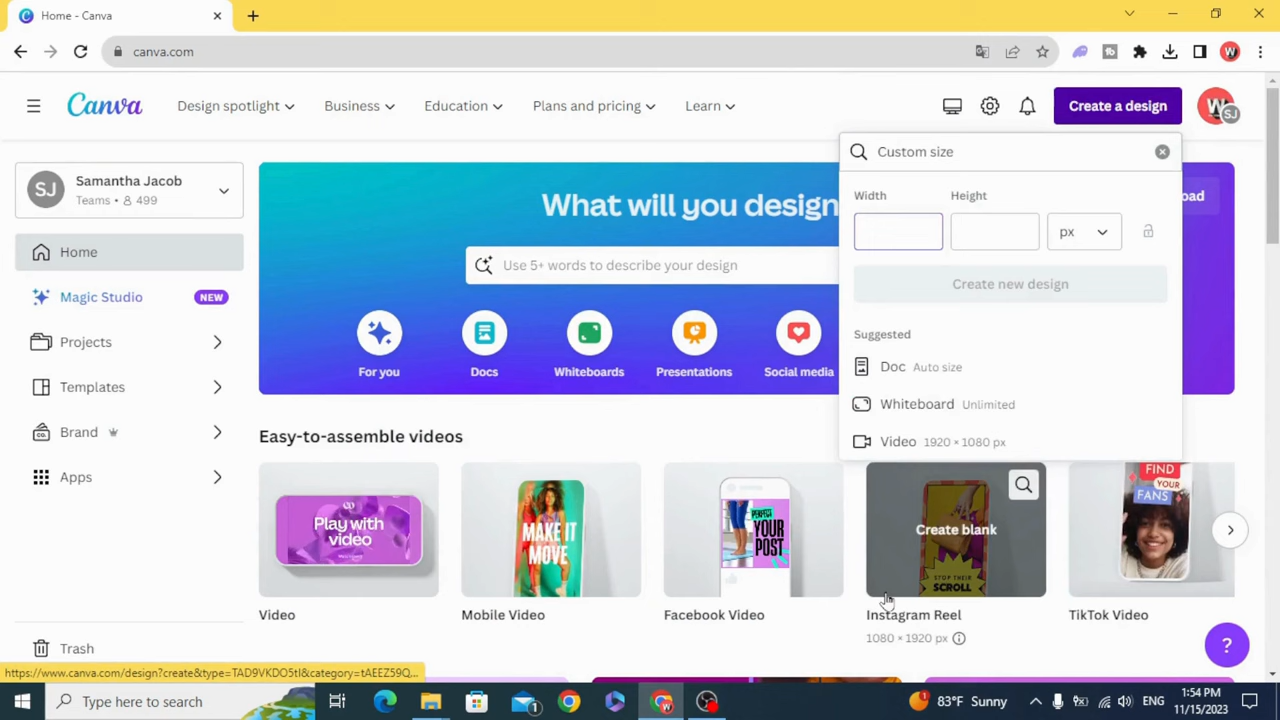 Home - Canva
canva.com
Canva
Design spotlight
Business
Education
Plans and pricing
Learn
Create a design
W
SJ
SJ
Samantha Jacob
Teams • 499
Home
Magic Studio NEW
Projects
Templates
Brand
Apps
Trash
What will you design
Use 5+ words to describe your design
For you
Docs
Whiteboards
Presentations
Social media
Custom size
Width
Height
px
Create new design
Suggested
Doc Auto size
Whiteboard Unlimited
Video 1920 × 1080 px
Easy-to-assemble videos
Play with
video
MAKE IT
MOVE
PERFECT
YOUR
POST
Create blank
STOP THEIR
SCROLL
FIND
YOUR
FANS
Video
Mobile Video
Facebook Video
Instagram Reel
1080 × 1920 px
TikTok Video
?
https://www.canva.com/design?create&type=TAD9VKDO5tI&category=tAEEZ59Q,...
Type here to search
1
83°F Sunny
ENG
1:54 PM
11/15/2023